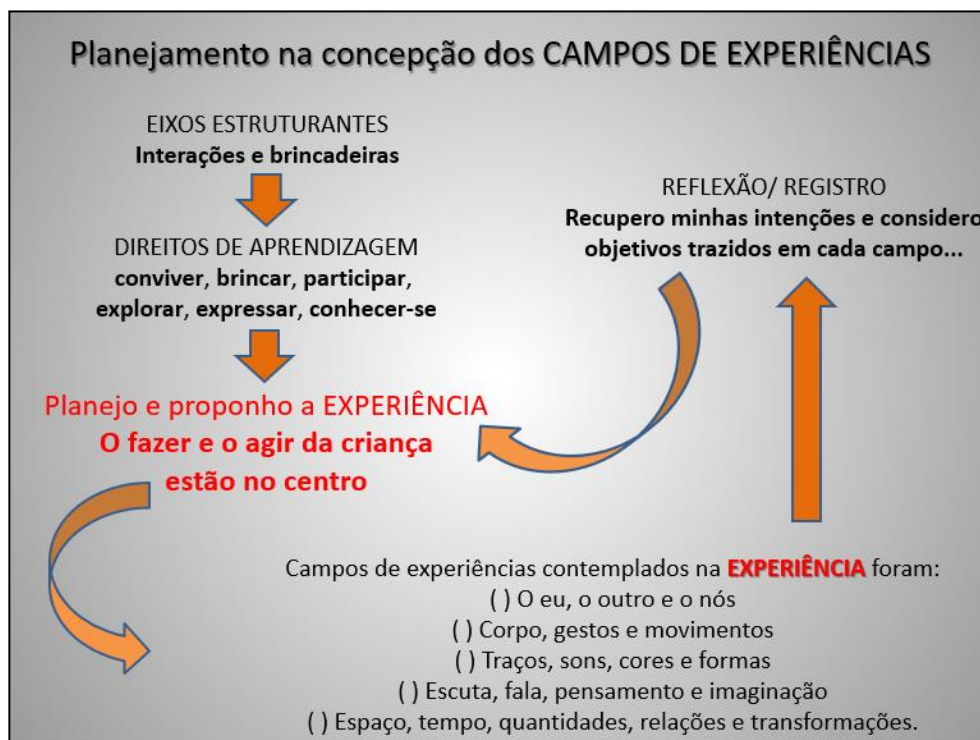 Planejamento na concepção dos CAMPOS DE EXPERIÊNCIAS
EIXOS ESTRUTURANTES
Interações e brincadeiras
DIREITOS DE APRENDIZAGEM
conviver, brincar, participar,
explorar, expressar, conhecer-se
Planejo e proponho a EXPERIÊNCIA
O fazer e o agir da criança
estão no centro
REFLEXÃO/ REGISTRO
Recupero minhas intenções e considero
objetivos trazidos em cada campo...
Campos de experiências contemplados na EXPERIÊNCIA foram:
( ) O eu, o outro e o nós
( ) Corpo, gestos e movimentos
( ) Traços, sons, cores e formas
( ) Escuta, fala, pensamento e imaginação
( ) Espaço, tempo, quantidades, relações e transformações.